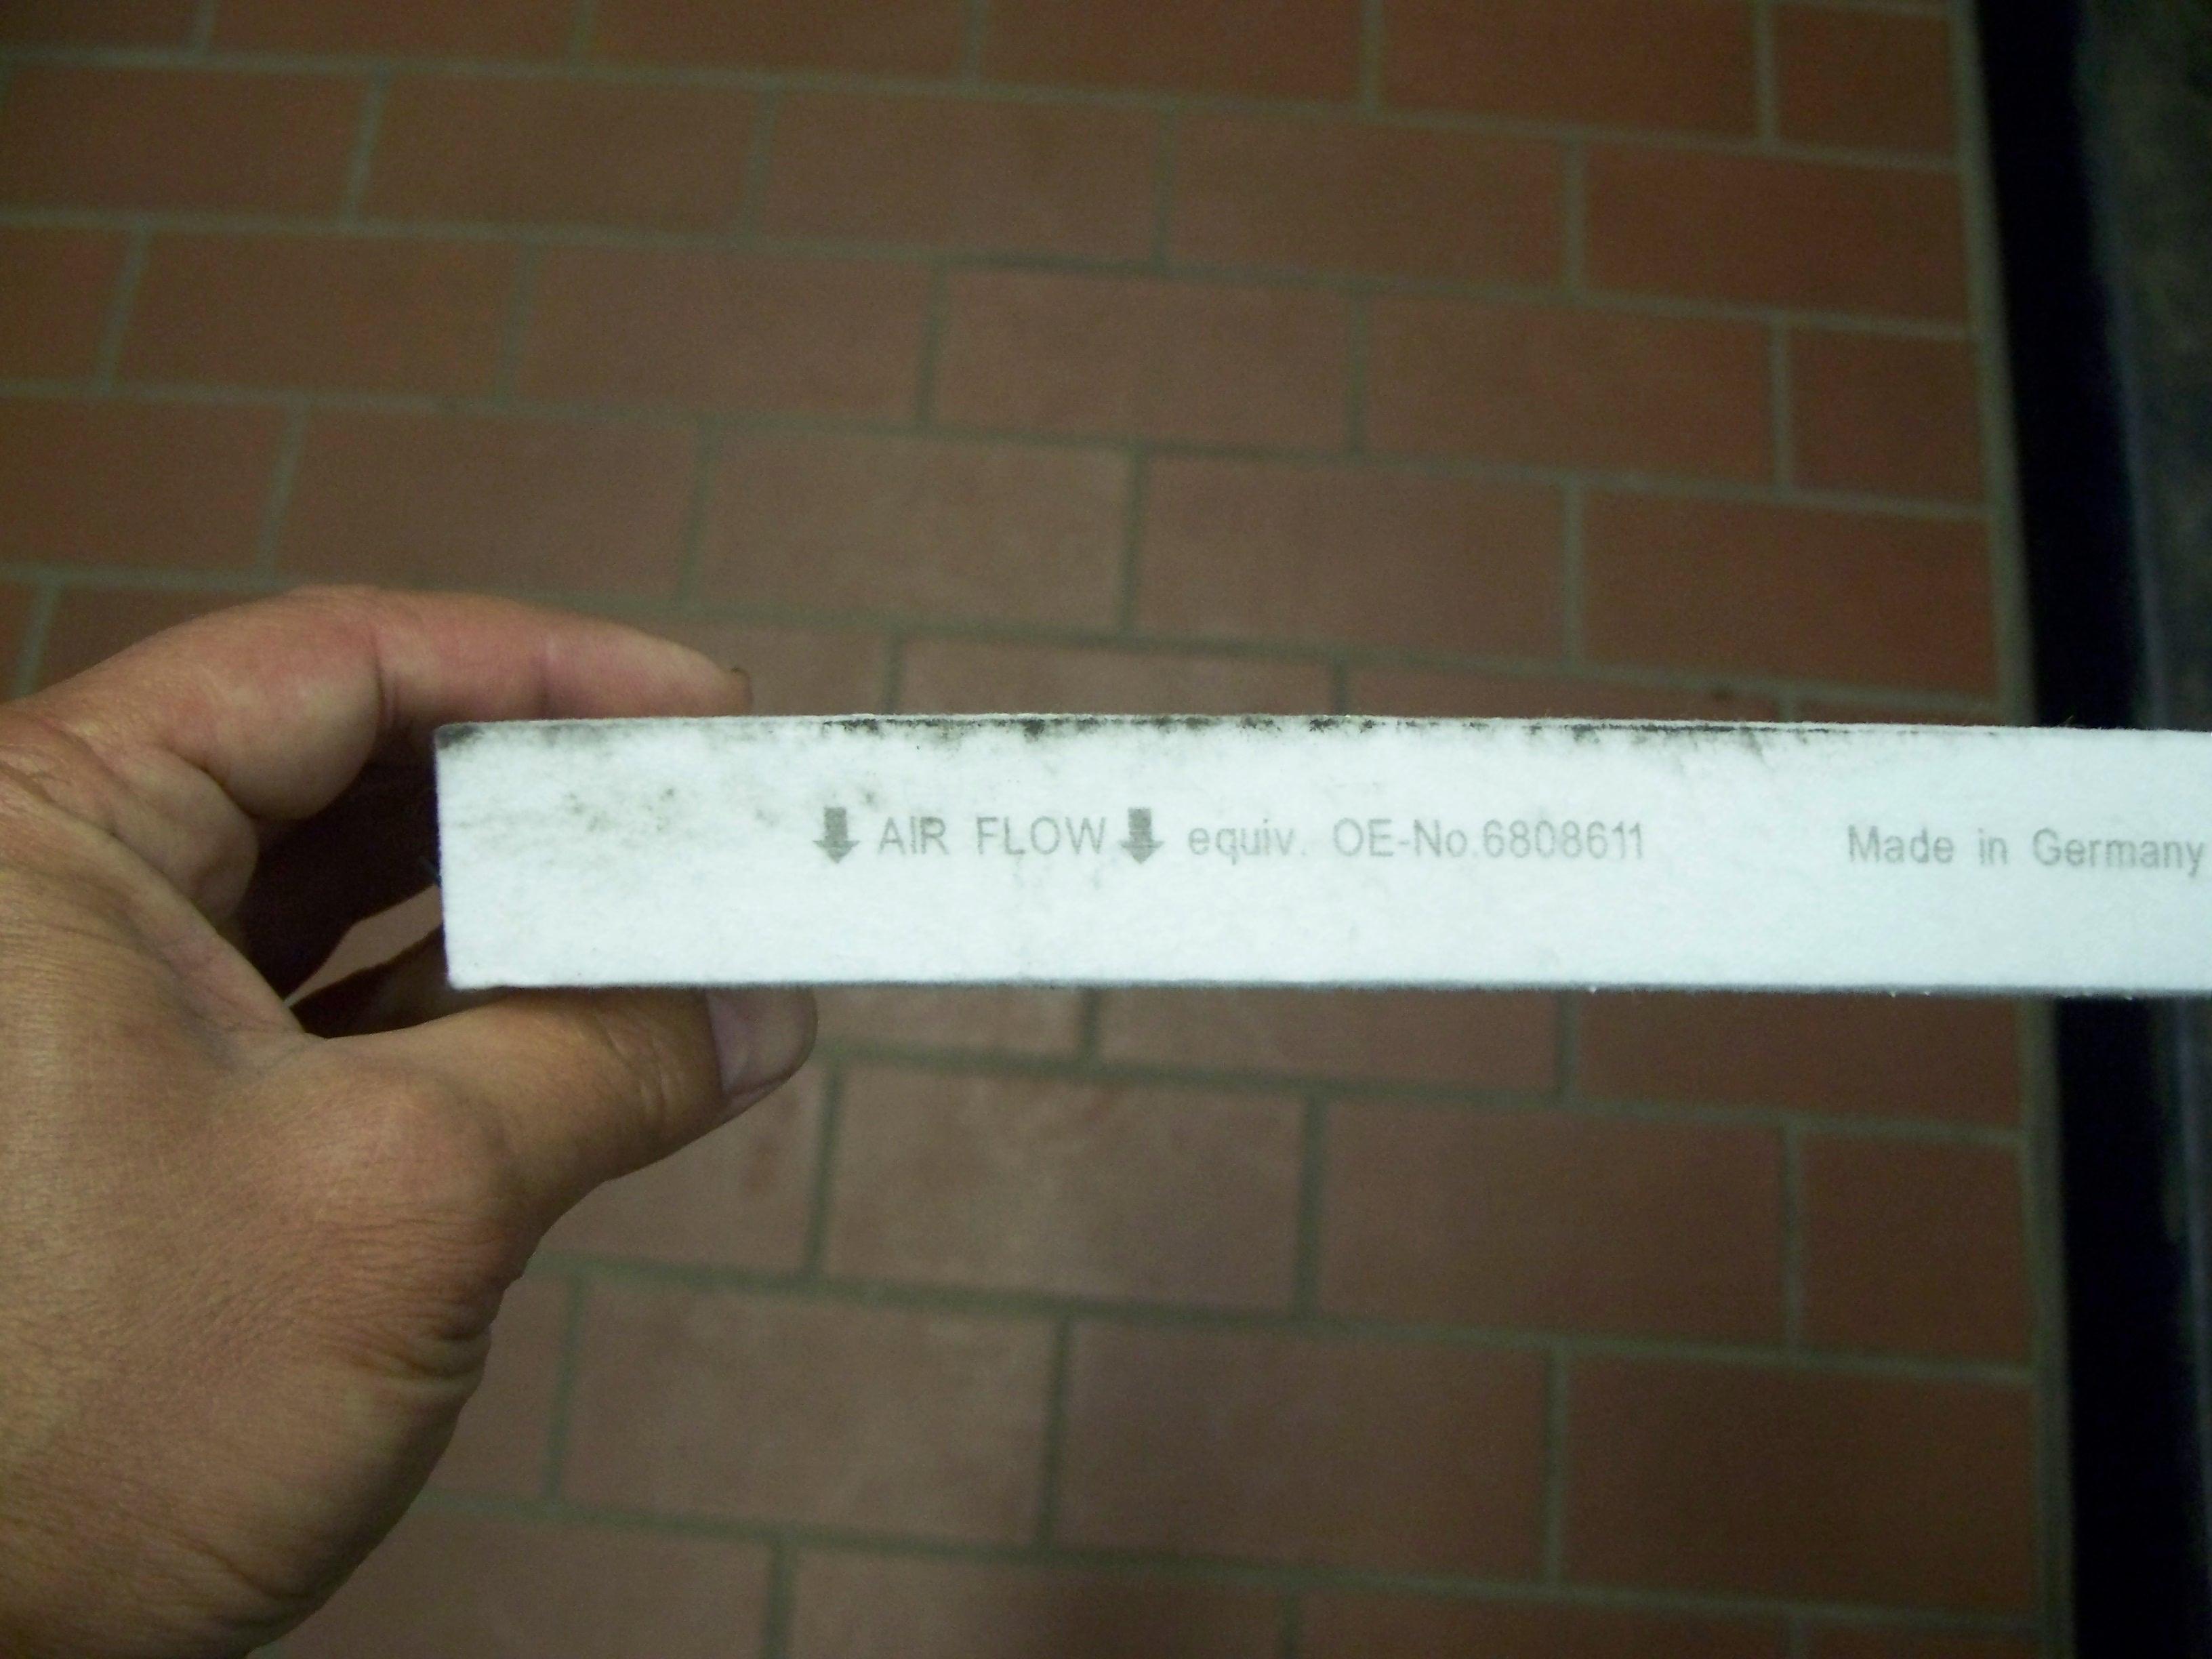 AIR FLOW equiv. OE-No.6808611 Made in Germany